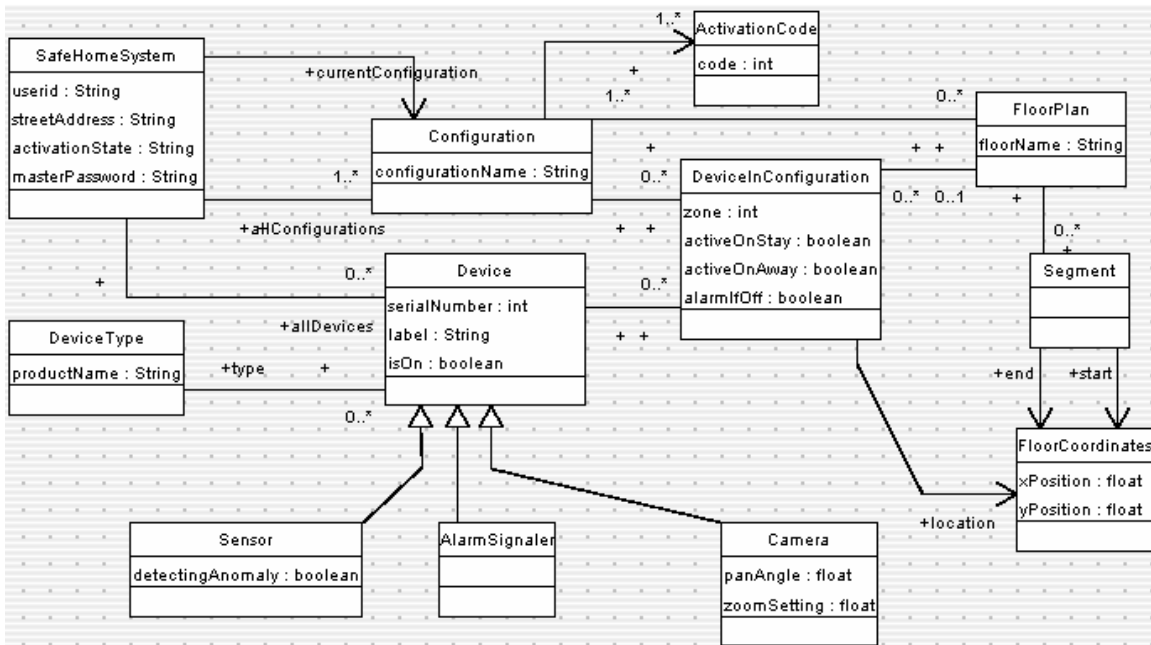 1..*
ActivationCode
code : int
SafeHomeSystem
userid : String
streetAddress : String
activationState : String
masterPassword : String
+currentConfiguration
+
1..*
0..*
Configuration
configurationName : String
FloorPlan
floorName : String
+
+ +
DeviceInConfiguration
zone : int
activeOnStay : boolean
activeOnAway : boolean
alarmIfOff : boolean
1..*
0..*
0..* 0..1
+
+allConfigurations
+ +
0..*
+
Segment
+
0..*
Device
serialNumber : int
label : String
isOn : boolean
0..*
+allDevices
+ +
DeviceType
productName : String
+type
+
0..*
+end
+start
FloorCoordinates
xPosition : float
yPosition : float
+location
Sensor
detectingAnomaly : boolean
AlarmSignaler
Camera
panAngle : float
zoomSetting : float